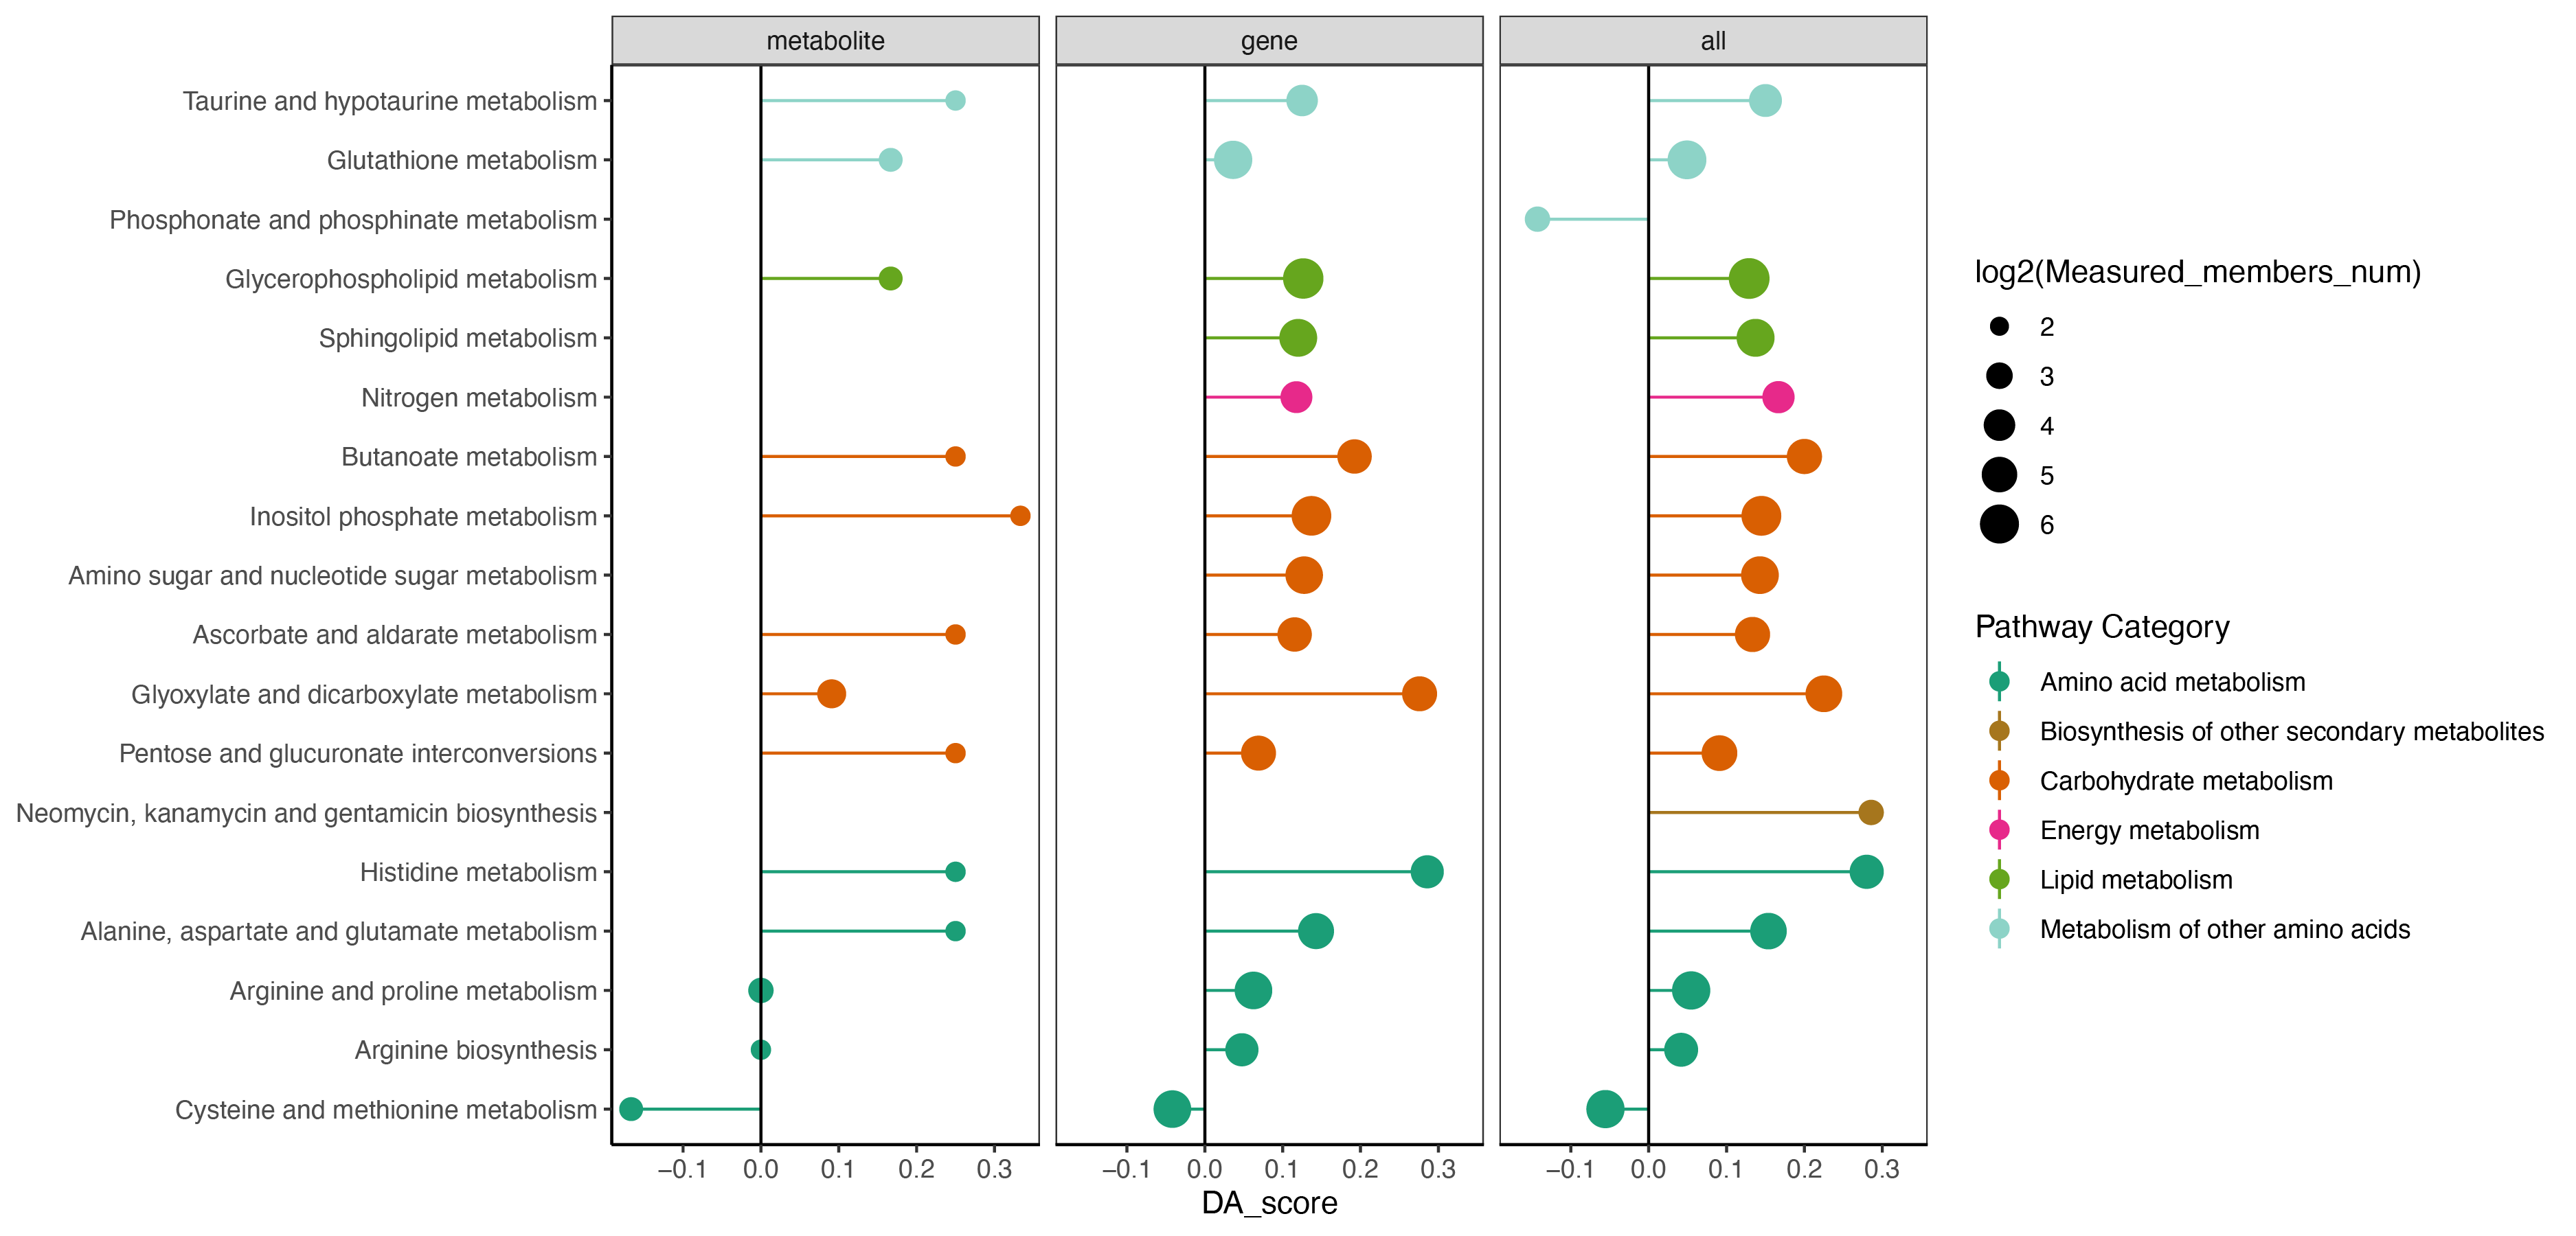 metabolite
gene
all
Taurine and hypotaurine metabolism
Glutathione metabolism
Phosphonate and phosphinate metabolism
Glycerophospholipid metabolism
Sphingolipid metabolism
Nitrogen metabolism
Butanoate metabolism
Inositol phosphate metabolism
Amino sugar and nucleotide sugar metabolism
Ascorbate and aldarate metabolism
Glyoxylate and dicarboxylate metabolism
Pentose and glucuronate interconversions
Neomycin, kanamycin and gentamicin biosynthesis
Histidine metabolism
Alanine, aspartate and glutamate metabolism
Arginine and proline metabolism
Arginine biosynthesis
Cysteine and methionine metabolism
−0.1 0.0 0.1 0.2 0.3
−0.1 0.0 0.1 0.2 0.3
−0.1 0.0 0.1 0.2 0.3
DA_score
log2(Measured_members_num)
2
3
4
5
6
Pathway Category
Amino acid metabolism
Biosynthesis of other secondary metabolites
Carbohydrate metabolism
Energy metabolism
Lipid metabolism
Metabolism of other amino acids